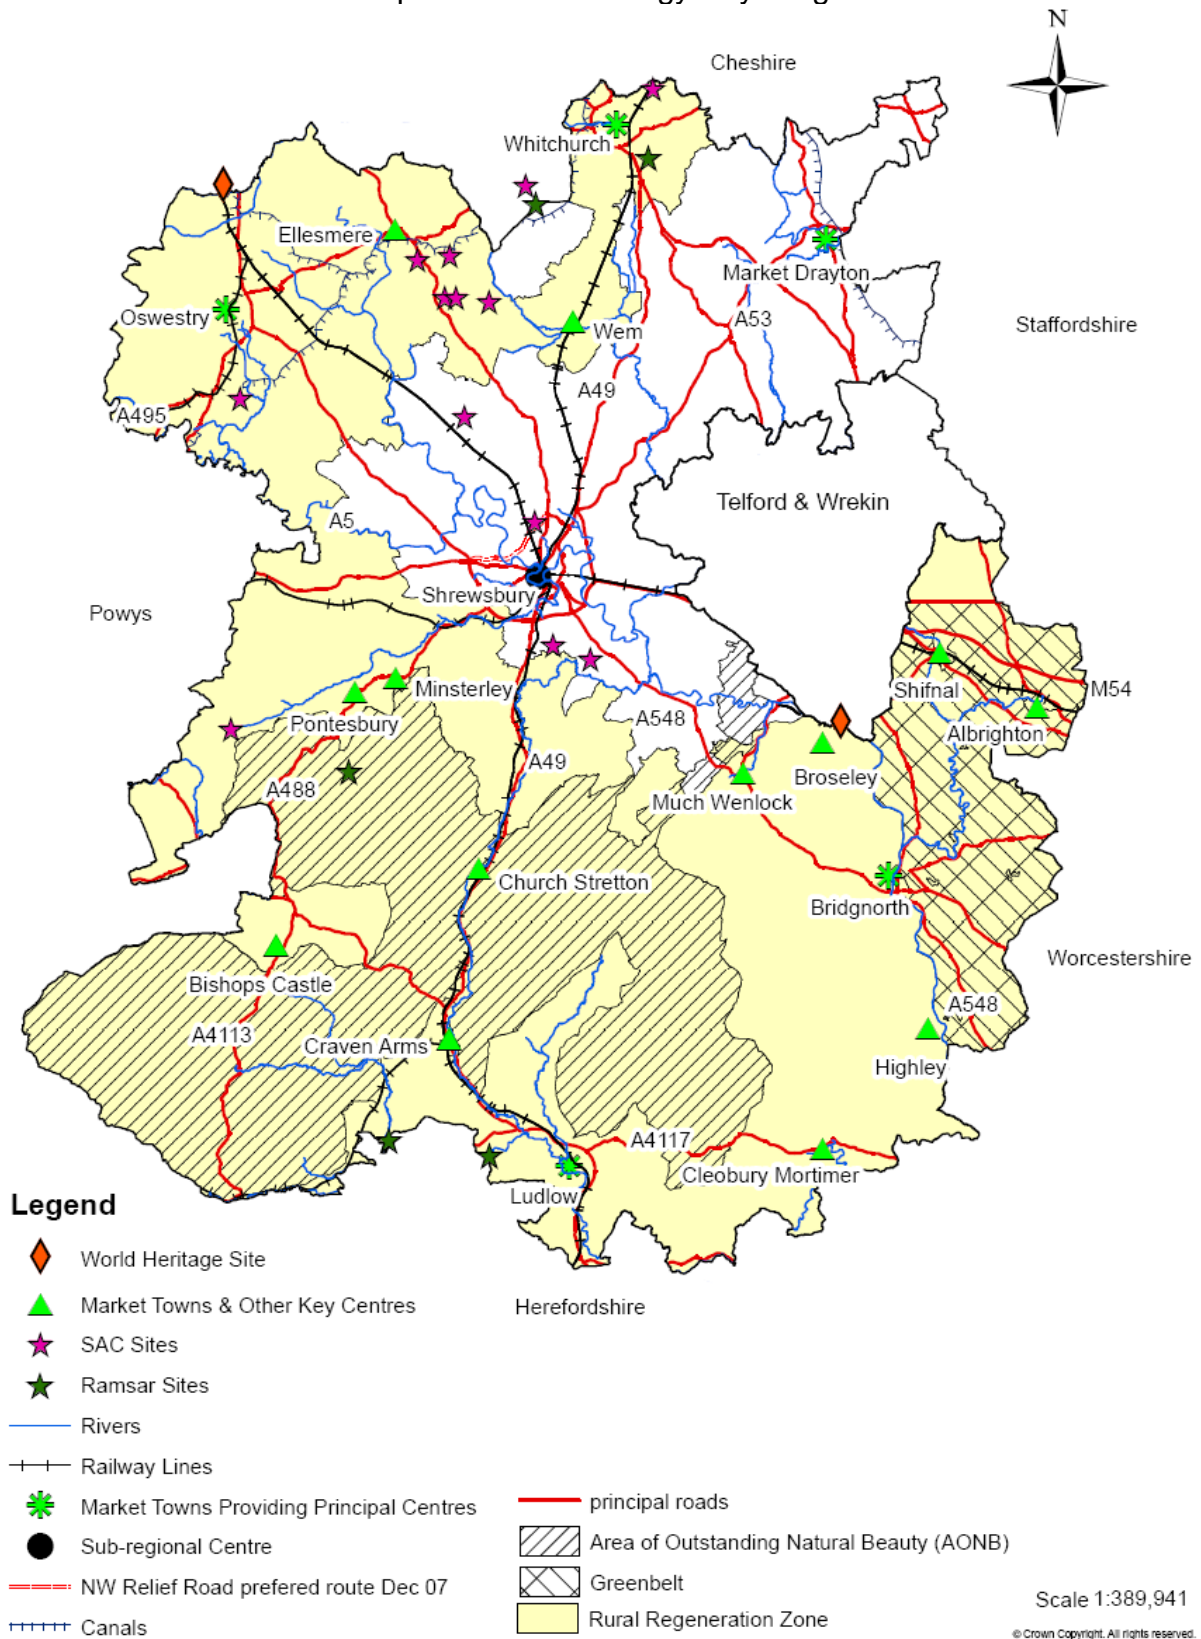 N
Cheshire
Whitchurch
Ellesmere
Market Drayton
Oswestry
Wem
A53
Staffordshire
A49
A495
Telford & Wrekin
A5
Shrewsbury
Powys
Minsterley
Shifnal
M54
Pontesbury
A548
Albrighton
A49
Broseley
A488
Much Wenlock
Church Stretton
Bridgnorth
Bishops Castle
Worcestershire
A548
A4113
Craven Arms
Highley
A4117
Cleobury Mortimer
Ludlow
Legend
World Heritage Site
Herefordshire
Market Towns & Other Key Centres
SAC Sites
Ramsar Sites
Rivers
Railway Lines
Market Towns Providing Principal Centres
principal roads
Sub-regional Centre
Area of Outstanding Natural Beauty (AONB)
NW Relief Road prefered route Dec 07
Greenbelt
Scale 1:389,941
Canals
Rural Regeneration Zone
© Crown Copyright. All rights reserved.